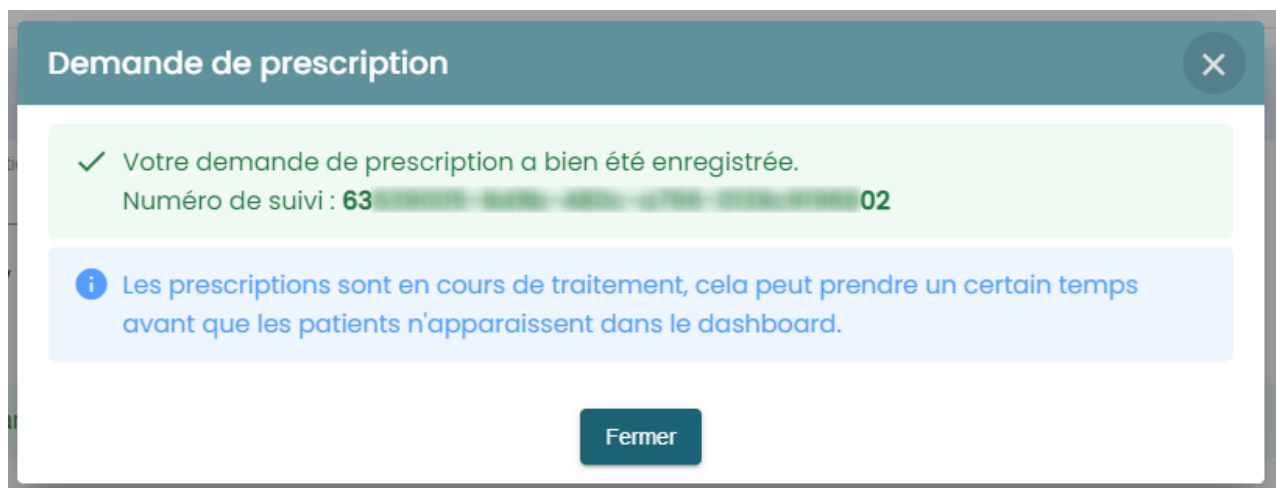 Demande de prescription
Votre demande de prescription a bien été enregistrée.
Numéro de suivi : 63 02
Les prescriptions sont en cours de traitement, cela peut prendre un certain temps
avant que les patients n'apparaissent dans le dashboard.
Fermer